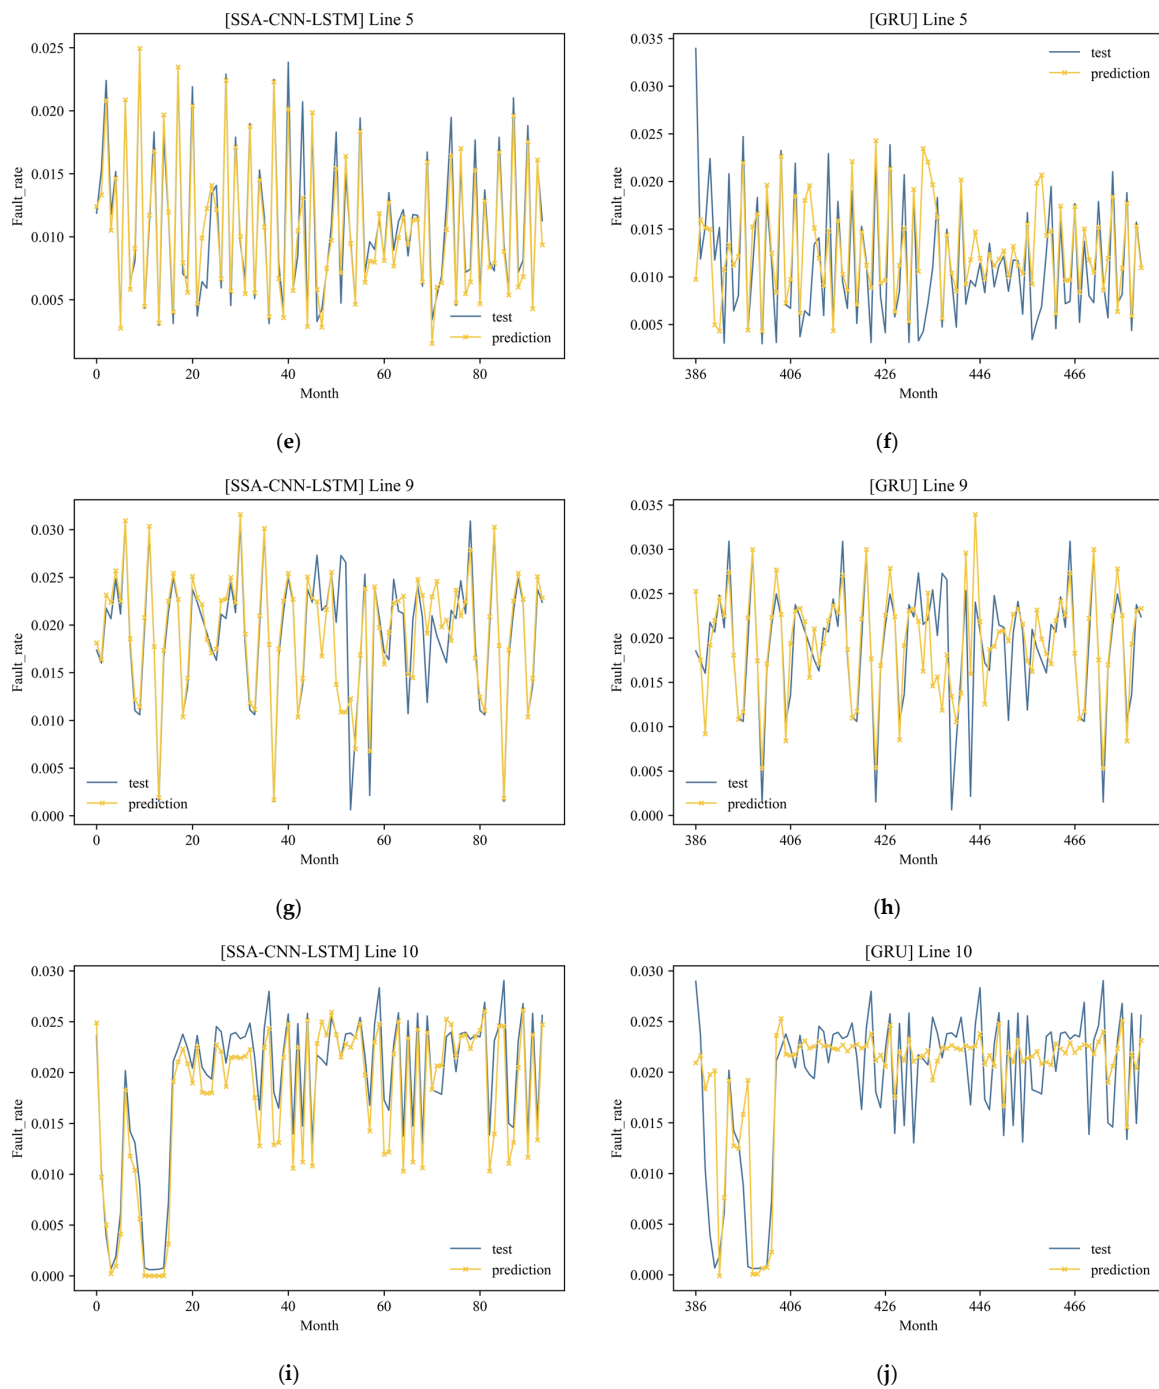 [SSA-CNN-LSTM] Line 5
Fault_rate
0.025
0.020
0.015
0.010
0.005
test
prediction
0 20 40 60 80
Month
(e)
[GRU] Line 5
Fault_rate
0.035
0.030
0.025
0.020
0.015
0.010
0.005
test
prediction
386 406 426 446 466
Month
(f)
[SSA-CNN-LSTM] Line 9
Fault_rate
0.030
0.025
0.020
0.015
0.010
0.005
0.000
test
prediction
0 20 40 60 80
Month
(g)
[GRU] Line 9
Fault_rate
0.035
0.030
0.025
0.020
0.015
0.010
0.005
0.000
test
prediction
386 406 426 446 466
Month
(h)
[SSA-CNN-LSTM] Line 10
Fault_rate
0.030
0.025
0.020
0.015
0.010
0.005
0.000
test
prediction
0 20 40 60 80
Month
(i)
[GRU] Line 10
Fault_rate
0.030
0.025
0.020
0.015
0.010
0.005
0.000
test
prediction
386 406 426 446 466
Month
(j)